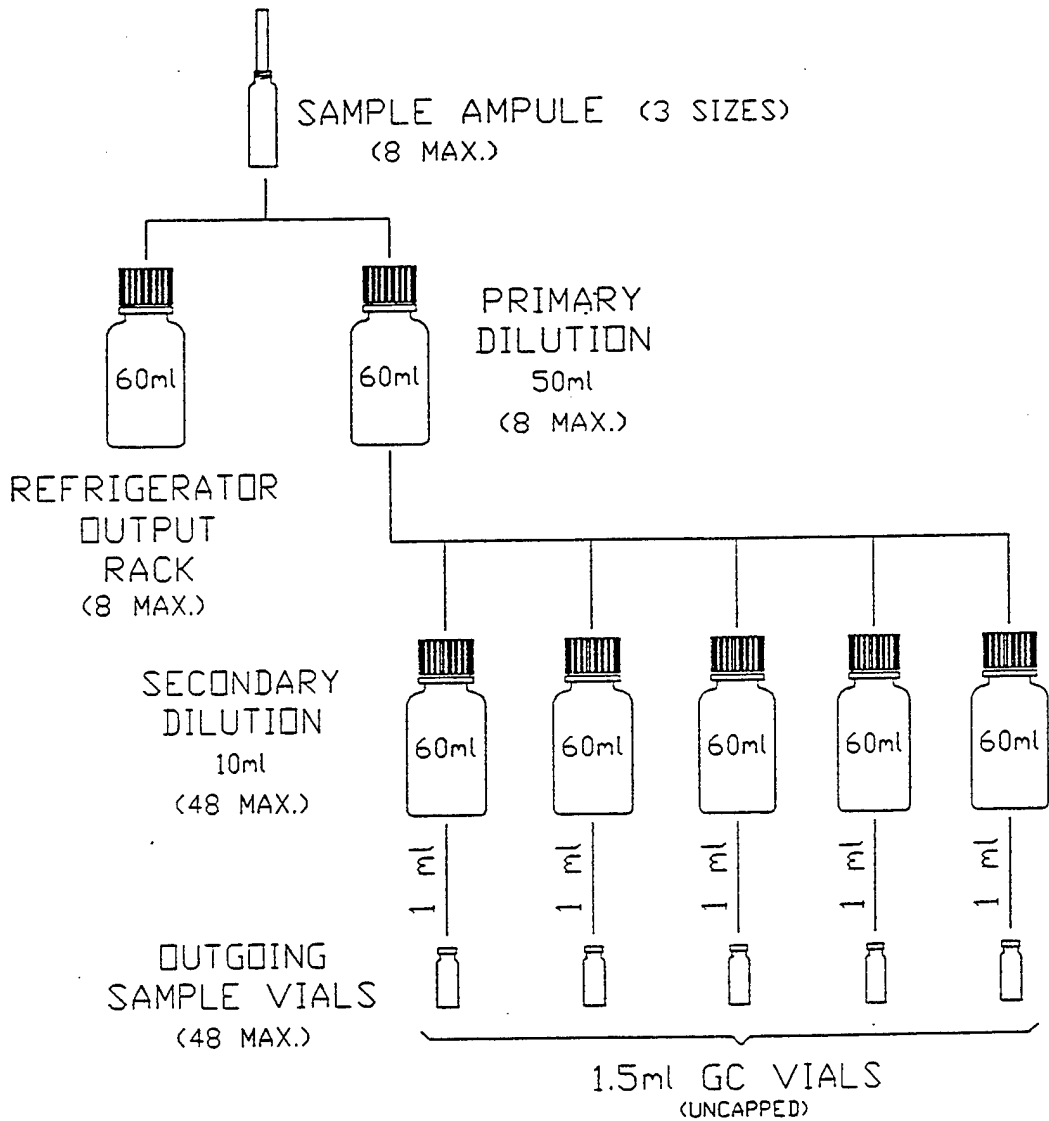 SAMPLE AMPULE (3 SIZES)
(8 MAX.)
60ml
60ml
PRIMARY
DILUTION
50ml
(8 MAX.)
REFRIGERATOR
OUTPUT
RACK
(8 MAX.)
SECONDARY
DILUTION
10ml
(48 MAX.)
60ml
60ml
60ml
60ml
60ml
1 ml
1 ml
1 ml
1 ml
1 ml
OUTGOING
SAMPLE VIALS
(48 MAX.)
1.5ml GC VIALS
(UNCAPPED)